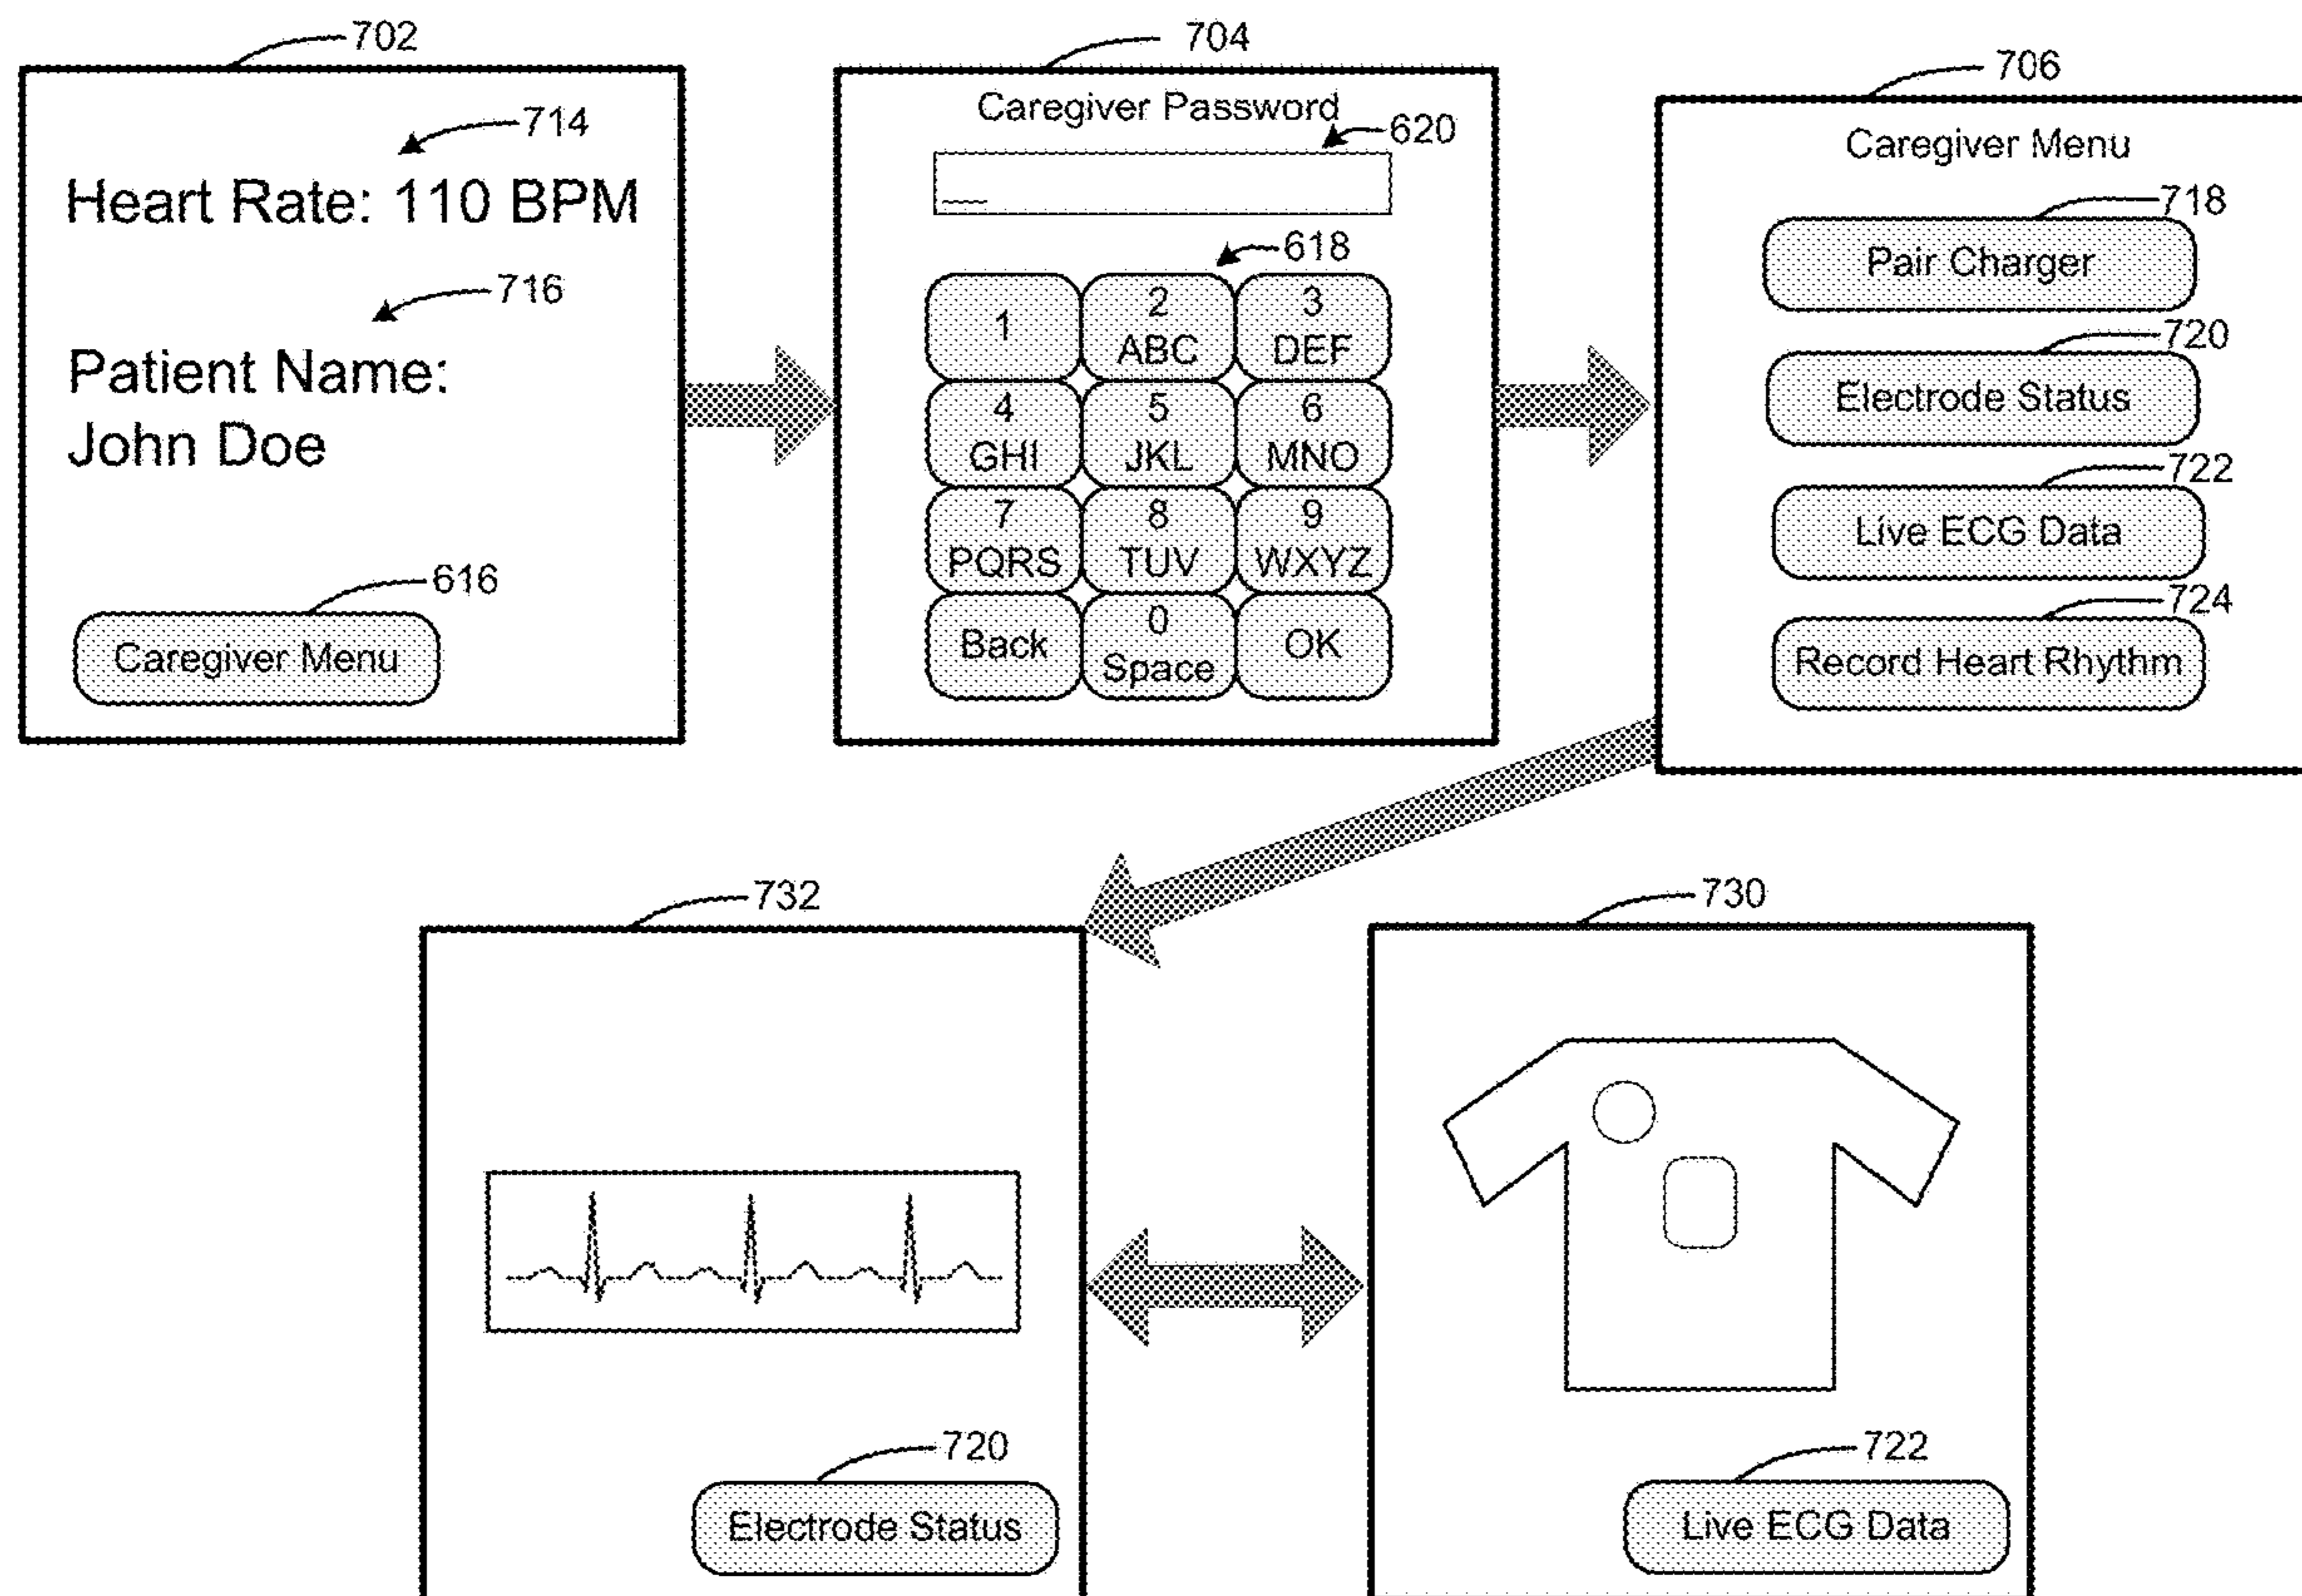 702
714
Heart Rate: 110 BPM
716
Patient Name:
John Doe
616
Caregiver Menu
704
Caregiver Password
620
618
1
2
ABC
3
DEF
4
GHI
5
JKL
6
MNO
7
PQRS
8
TUV
9
WXYZ
Back
0
Space
OK
706
Caregiver Menu
718
Pair Charger
720
Electrode Status
722
Live ECG Data
724
Record Heart Rhythm
732
720
Electrode Status
730
722
Live ECG Data